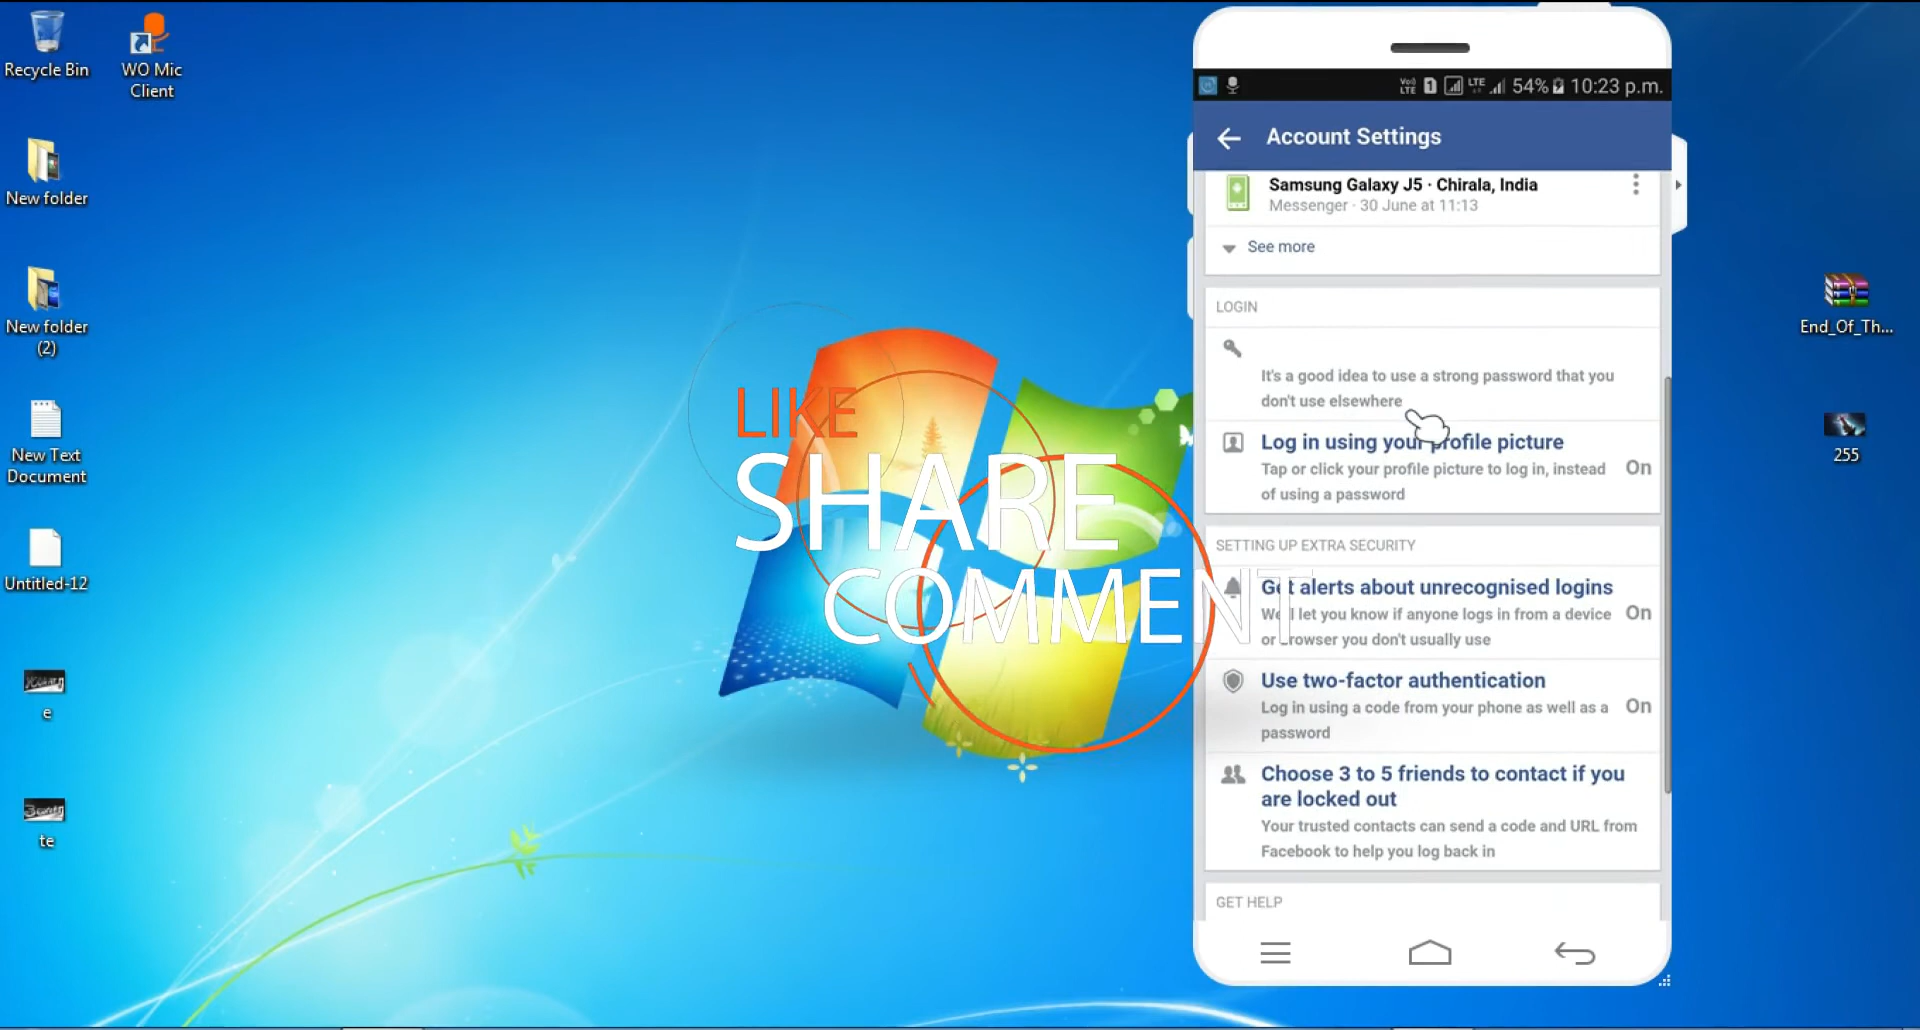 Recycle Bin
WO Mic
Client
New folder
New folder
(2)
New Text
Document
Untitled-12
e
te
LIKE
SHARE
COMMENT
LTE
1
LTE
54%
10:23 p.m.
Account Settings
Samsung Galaxy J5 · Chirala, India
Messenger · 30 June at 11:13
See more
LOGIN
It's a good idea to use a strong password that you
don't use elsewhere
Log in using your profile picture
Tap or click your profile picture to log in, instead
of using a password
On
SETTING UP EXTRA SECURITY
Get alerts about unrecognised logins
We'll let you know if anyone logs in from a device
or browser you don't usually use
On
Use two-factor authentication
Log in using a code from your phone as well as a
password
On
Choose 3 to 5 friends to contact if you
are locked out
Your trusted contacts can send a code and URL from
Facebook to help you log back in
GET HELP
End_Of_Th...
255